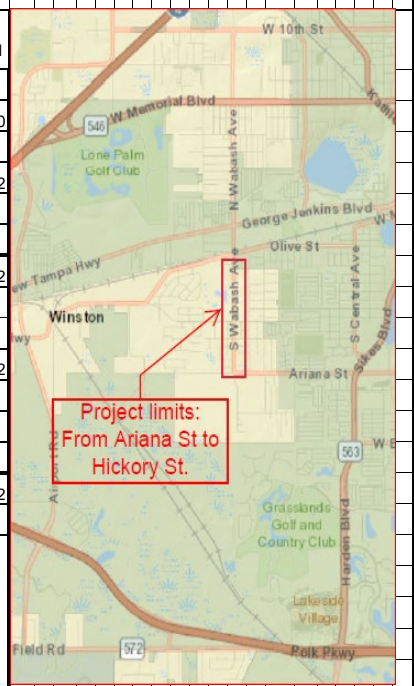 W 10th St
W Memorial Blvd
546
Lone Palm
Golf Club
N Wabash Ave
George Jenkins Blvd
W M
Olive St
ew Tampa Hwy
S Wabash Ave
S Central Ave
Sikes Blvd
Winston
lwy
Ariana St
Project limits:
From Ariana St to
Hickory St.
563
W B
Airport Rd
Grasslands
Golf and
Country Club
Harden Blvd
Lakeside
Village
Field Rd
572
Polk Pkwy